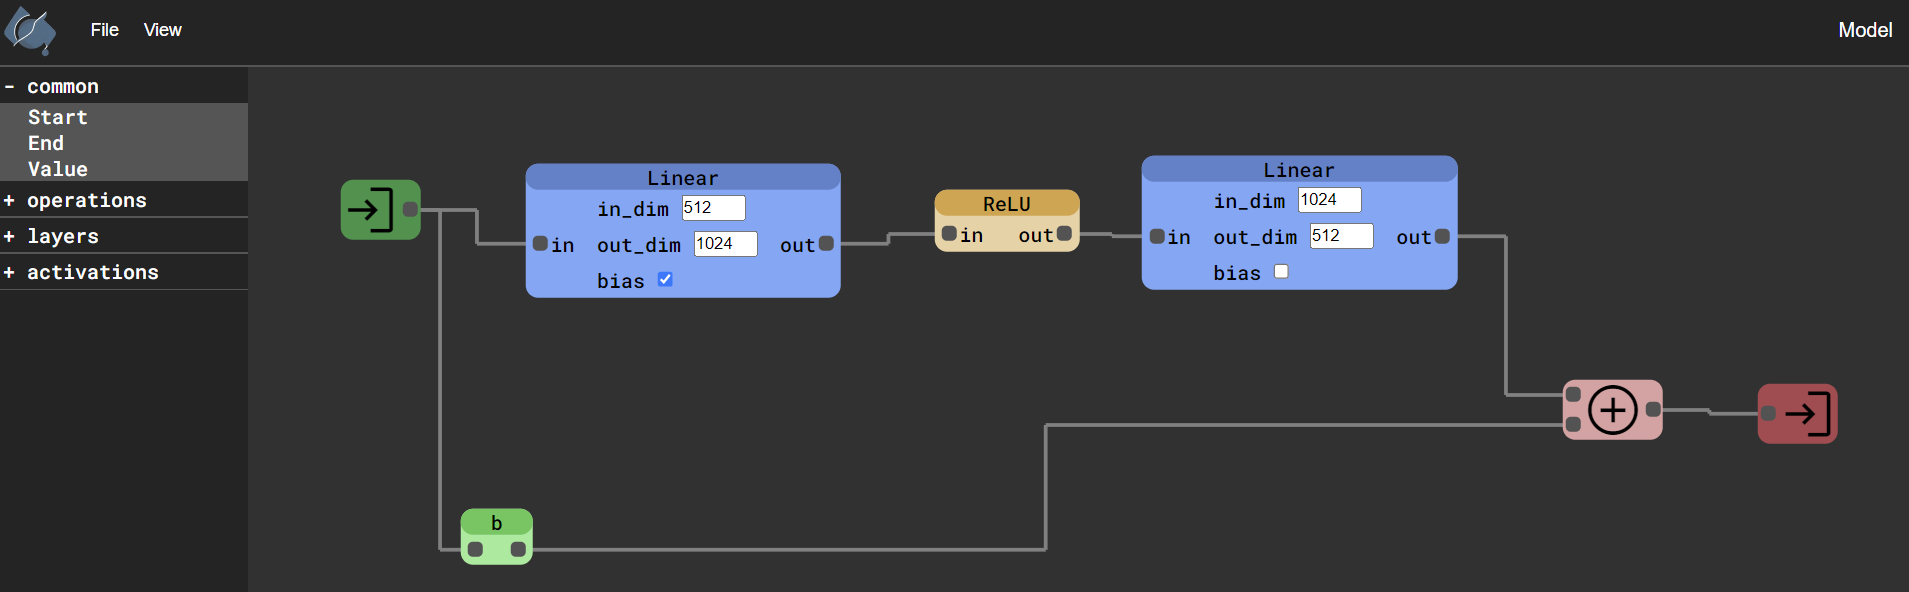 File View Model
- common
Start
End
Value
+ operations
+ layers
+ activations
Linear
in_dim 512
in out_dim 1024 out
bias
ReLU
in out
Linear
in_dim 1024
in out_dim 512 out
bias
b